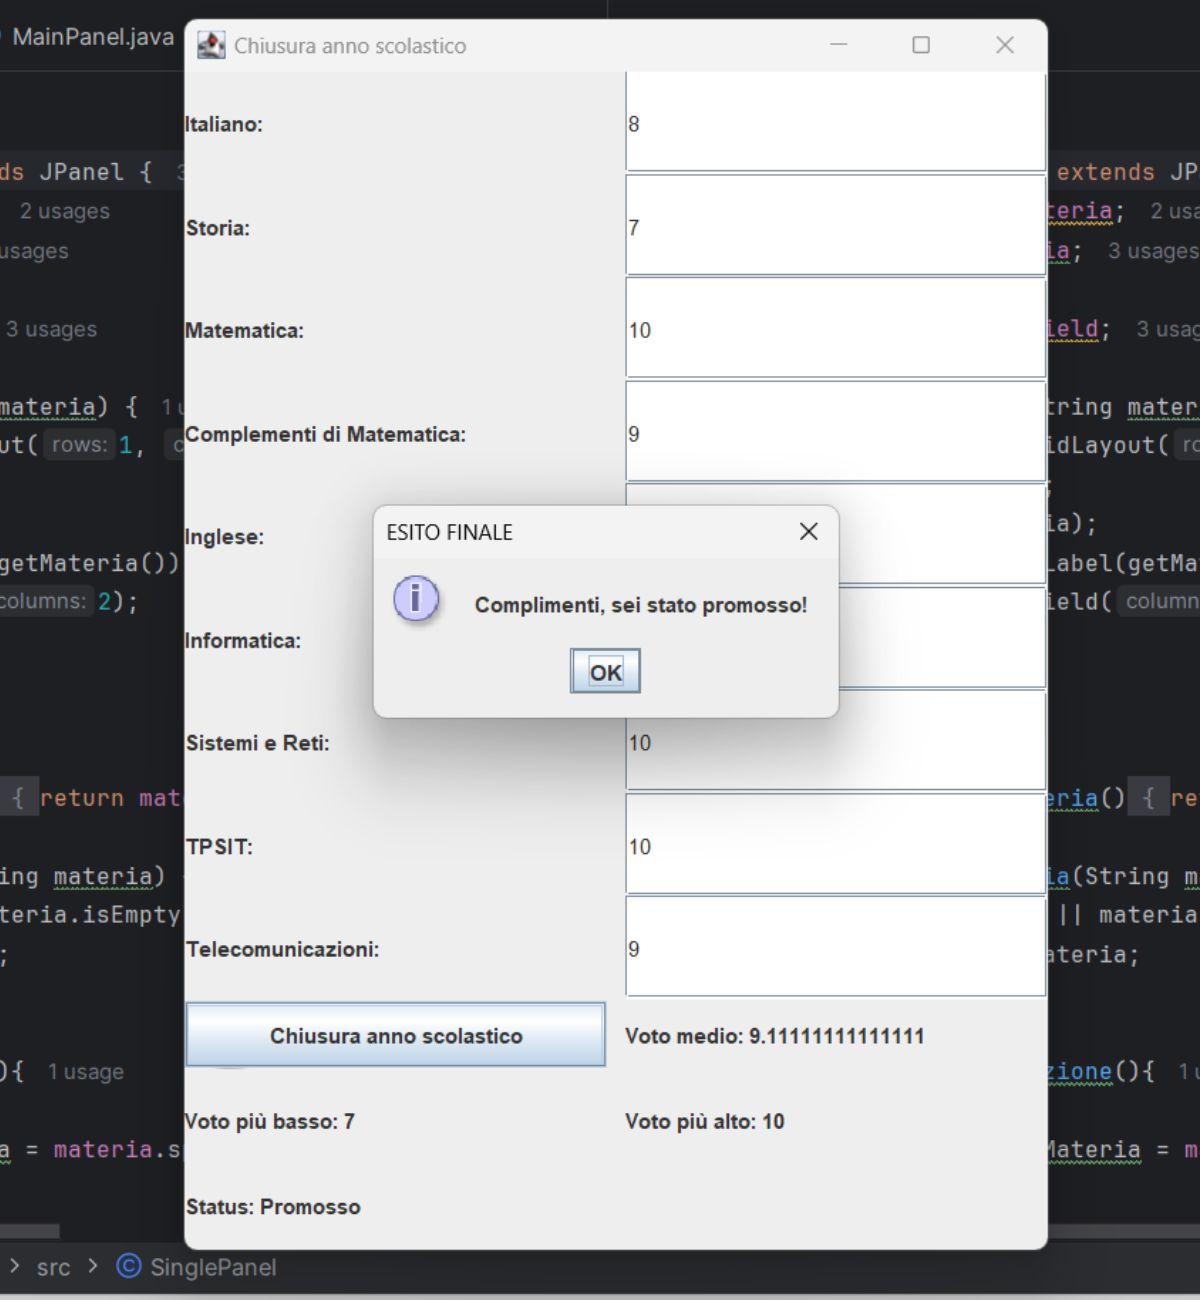 MainPanel.java
Chiusura anno scolastico
Italiano:
8
ds JPanel {
extends JP
2 usages
Storia:
7
teria;
2 usa
usages
ia;
3 usages
3 usages
Matematica:
10
ield;
3 usag
materia) {
1 u
Complementi di Matematica:
9
tring mater
ut( rows: 1, c
idLayout( ro
;
Inglese:
ESITO FINALE
ia);
getMateria())
Label(getMa
columns: 2);
Complimenti, sei stato promosso!
ield( column
Informatica:
OK
Sistemi e Reti:
10
{ return mat
eria() { re
TPSIT:
10
ing materia)
ia(String m
teria.isEmpty
|| materia
Telecomunicazioni:
9
;
ateria;
Chiusura anno scolastico
Voto medio: 9.11111111111111
){ 1 usage
zione(){ 1 u
Voto più basso: 7
Voto più alto: 10
a = materia.s
Materia = m
Status: Promosso
src
SinglePanel